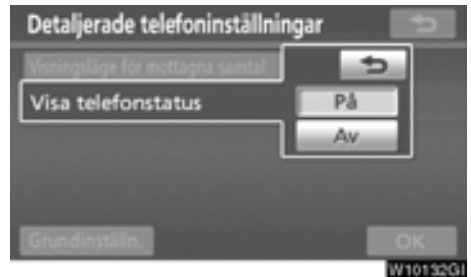 Detaljerade telefoninställningar
Visningsläge för mottagna samtal
Visa telefonstatus
På
Av
Grundinställn.
OK
W10132GI